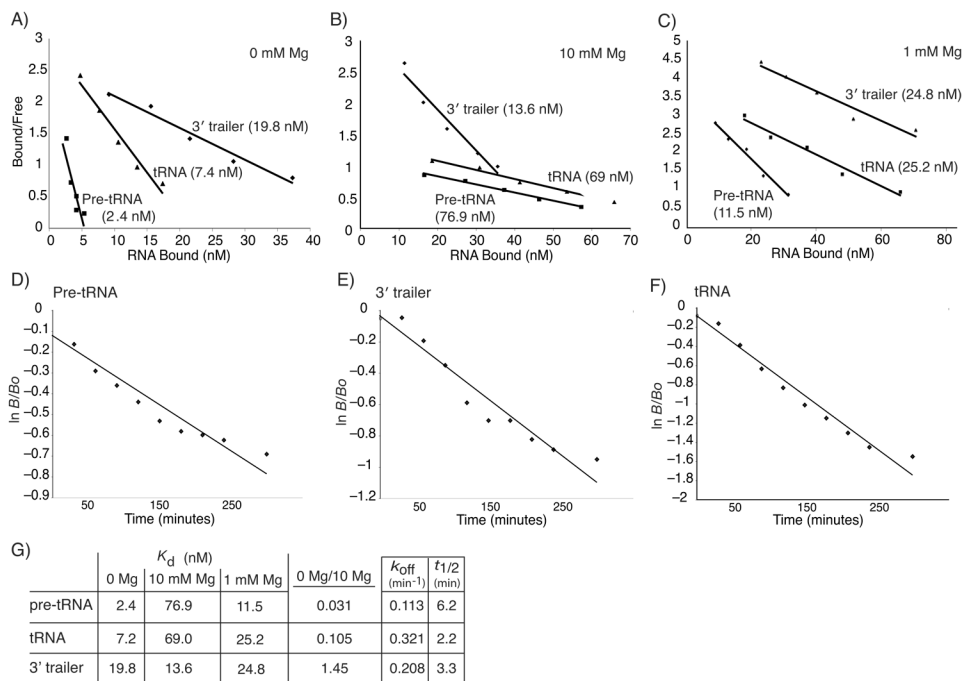 A)
0 mM Mg
3
2.5
2
1.5
1
0.5
0
Bound/Free
3′ trailer (19.8 nM)
tRNA (7.4 nM)
Pre-tRNA
(2.4 nM)
0 5 10 15 20 25 30 35 40
RNA Bound (nM)
B)
10 mM Mg
3
2.5
2
1.5
1
0.5
0
3′ trailer
(13.6 nM)
tRNA (69 nM)
Pre-tRNA
(76.9 nM)
0 10 20 30 40 50 60 70
RNA Bound (nM)
C)
1 mM Mg
5
4.5
4
3.5
3
2.5
2
1.5
1
0.5
0
3′ trailer (24.8 nM)
tRNA (25.2 nM)
Pre-tRNA
(11.5 nM)
0 20 40 60 80
RNA Bound (nM)
D)
Pre-tRNA
0
–0.1
–0.2
–0.3
–0.4
–0.5
–0.6
–0.7
–0.8
–0.9
ln B/Bo
50 150 250
Time (minutes)
E)
3′ trailer
0
–0.2
–0.4
–0.6
–0.8
–1
–1.2
ln B/Bo
50 150 250
Time (minutes)
F)
tRNA
0
–0.2
–0.4
–0.6
–0.8
–1
–1.2
–1.4
–1.6
–1.8
–2
ln B/Bo
50 150 250
Time (minutes)
G)
Kd (nM)
0 Mg 10 mM Mg 1 mM Mg 0 Mg/10 Mg koff (min-1) t1/2 (min)
pre-tRNA 2.4 76.9 11.5 0.031 0.113 6.2
tRNA 7.2 69.0 25.2 0.105 0.321 2.2
3′ trailer 19.8 13.6 24.8 1.45 0.208 3.3